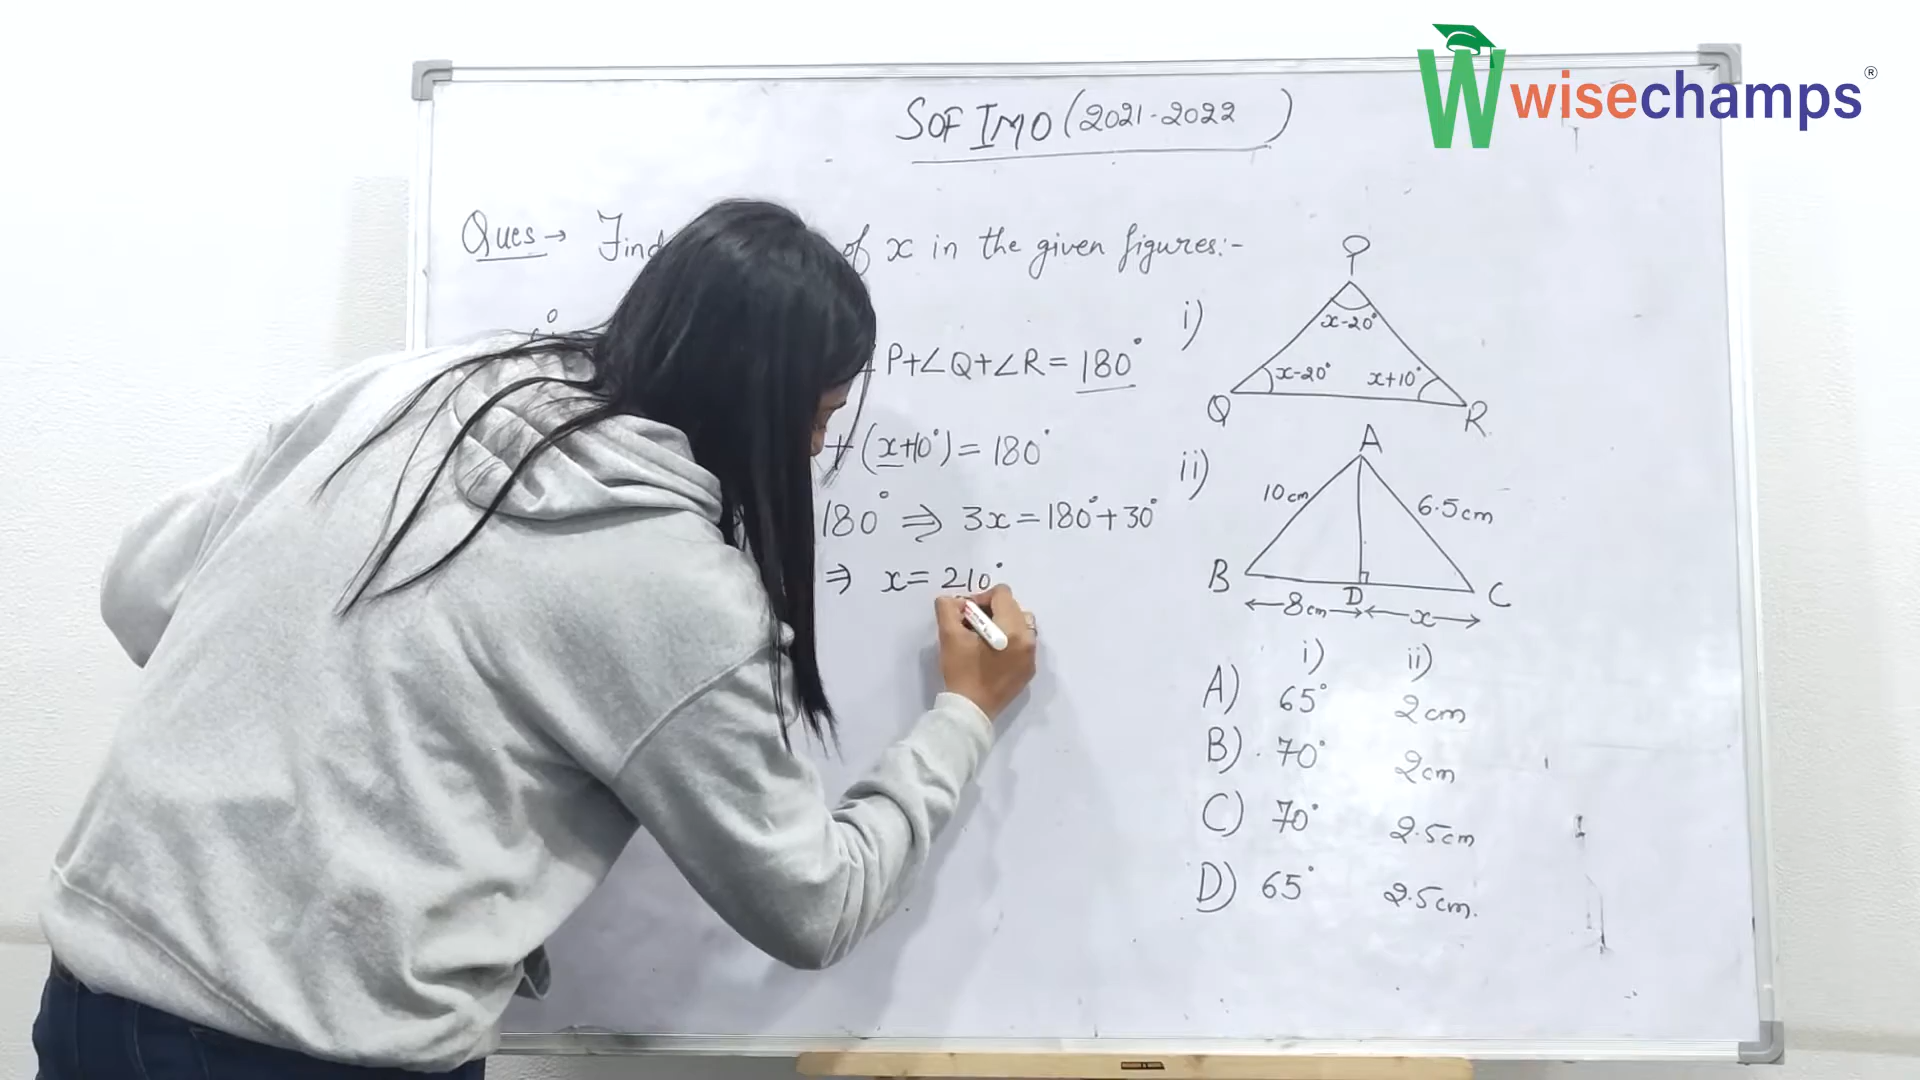 wisechamps®
SOF IMO (2021-2022)
Ques → Find of x in the given figures:-
P+∠Q+∠R = 180°
+ (x+10°) = 180°
180° ⇒ 3x = 180°+30°
⇒ x = 210°
i)
P
x-20°
x-20° x+10°
Q R
ii)
A
10cm 6.5cm
B D C
8cm x
i) ii)
A) 65° 2cm
B) 70° 2cm
C) 70° 2.5cm
D) 65° 2.5cm.